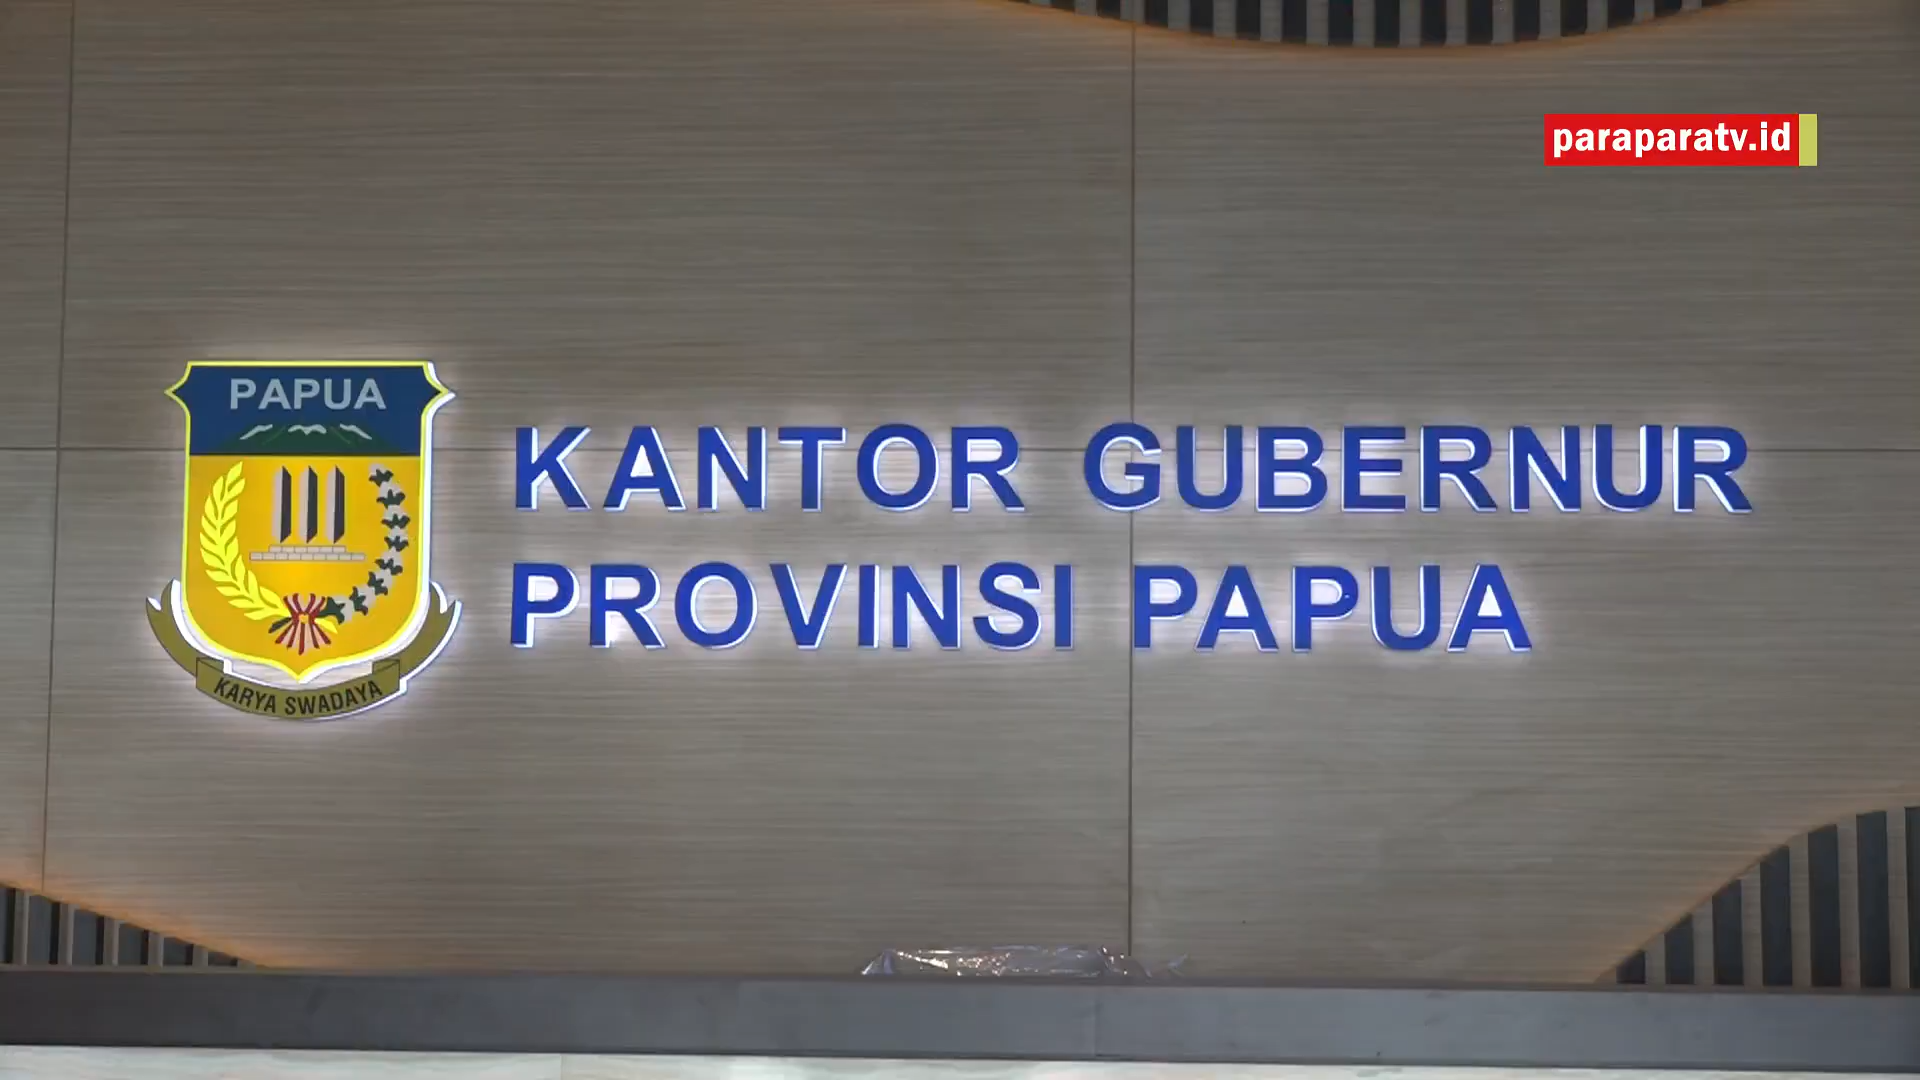 paraparatv.id
PAPUA
KANTOR GUBERNUR
PROVINSI PAPUA
KARYA SWADAYA